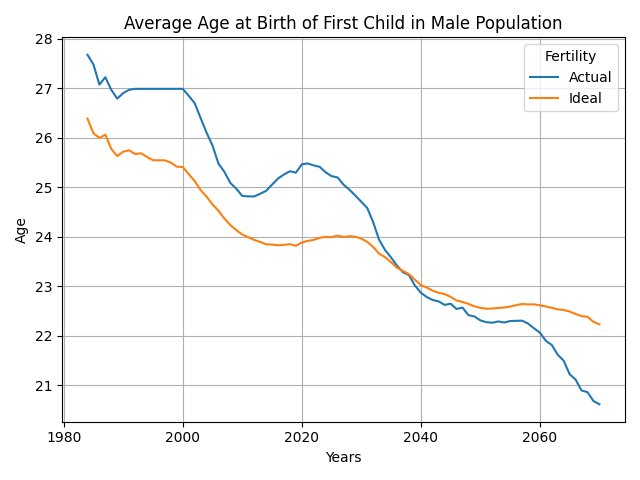 Average Age at Birth of First Child in Male Population
Fertility
Actual
Ideal
Age
28
27
26
25
24
23
22
21
1980
2000
2020
2040
2060
Years